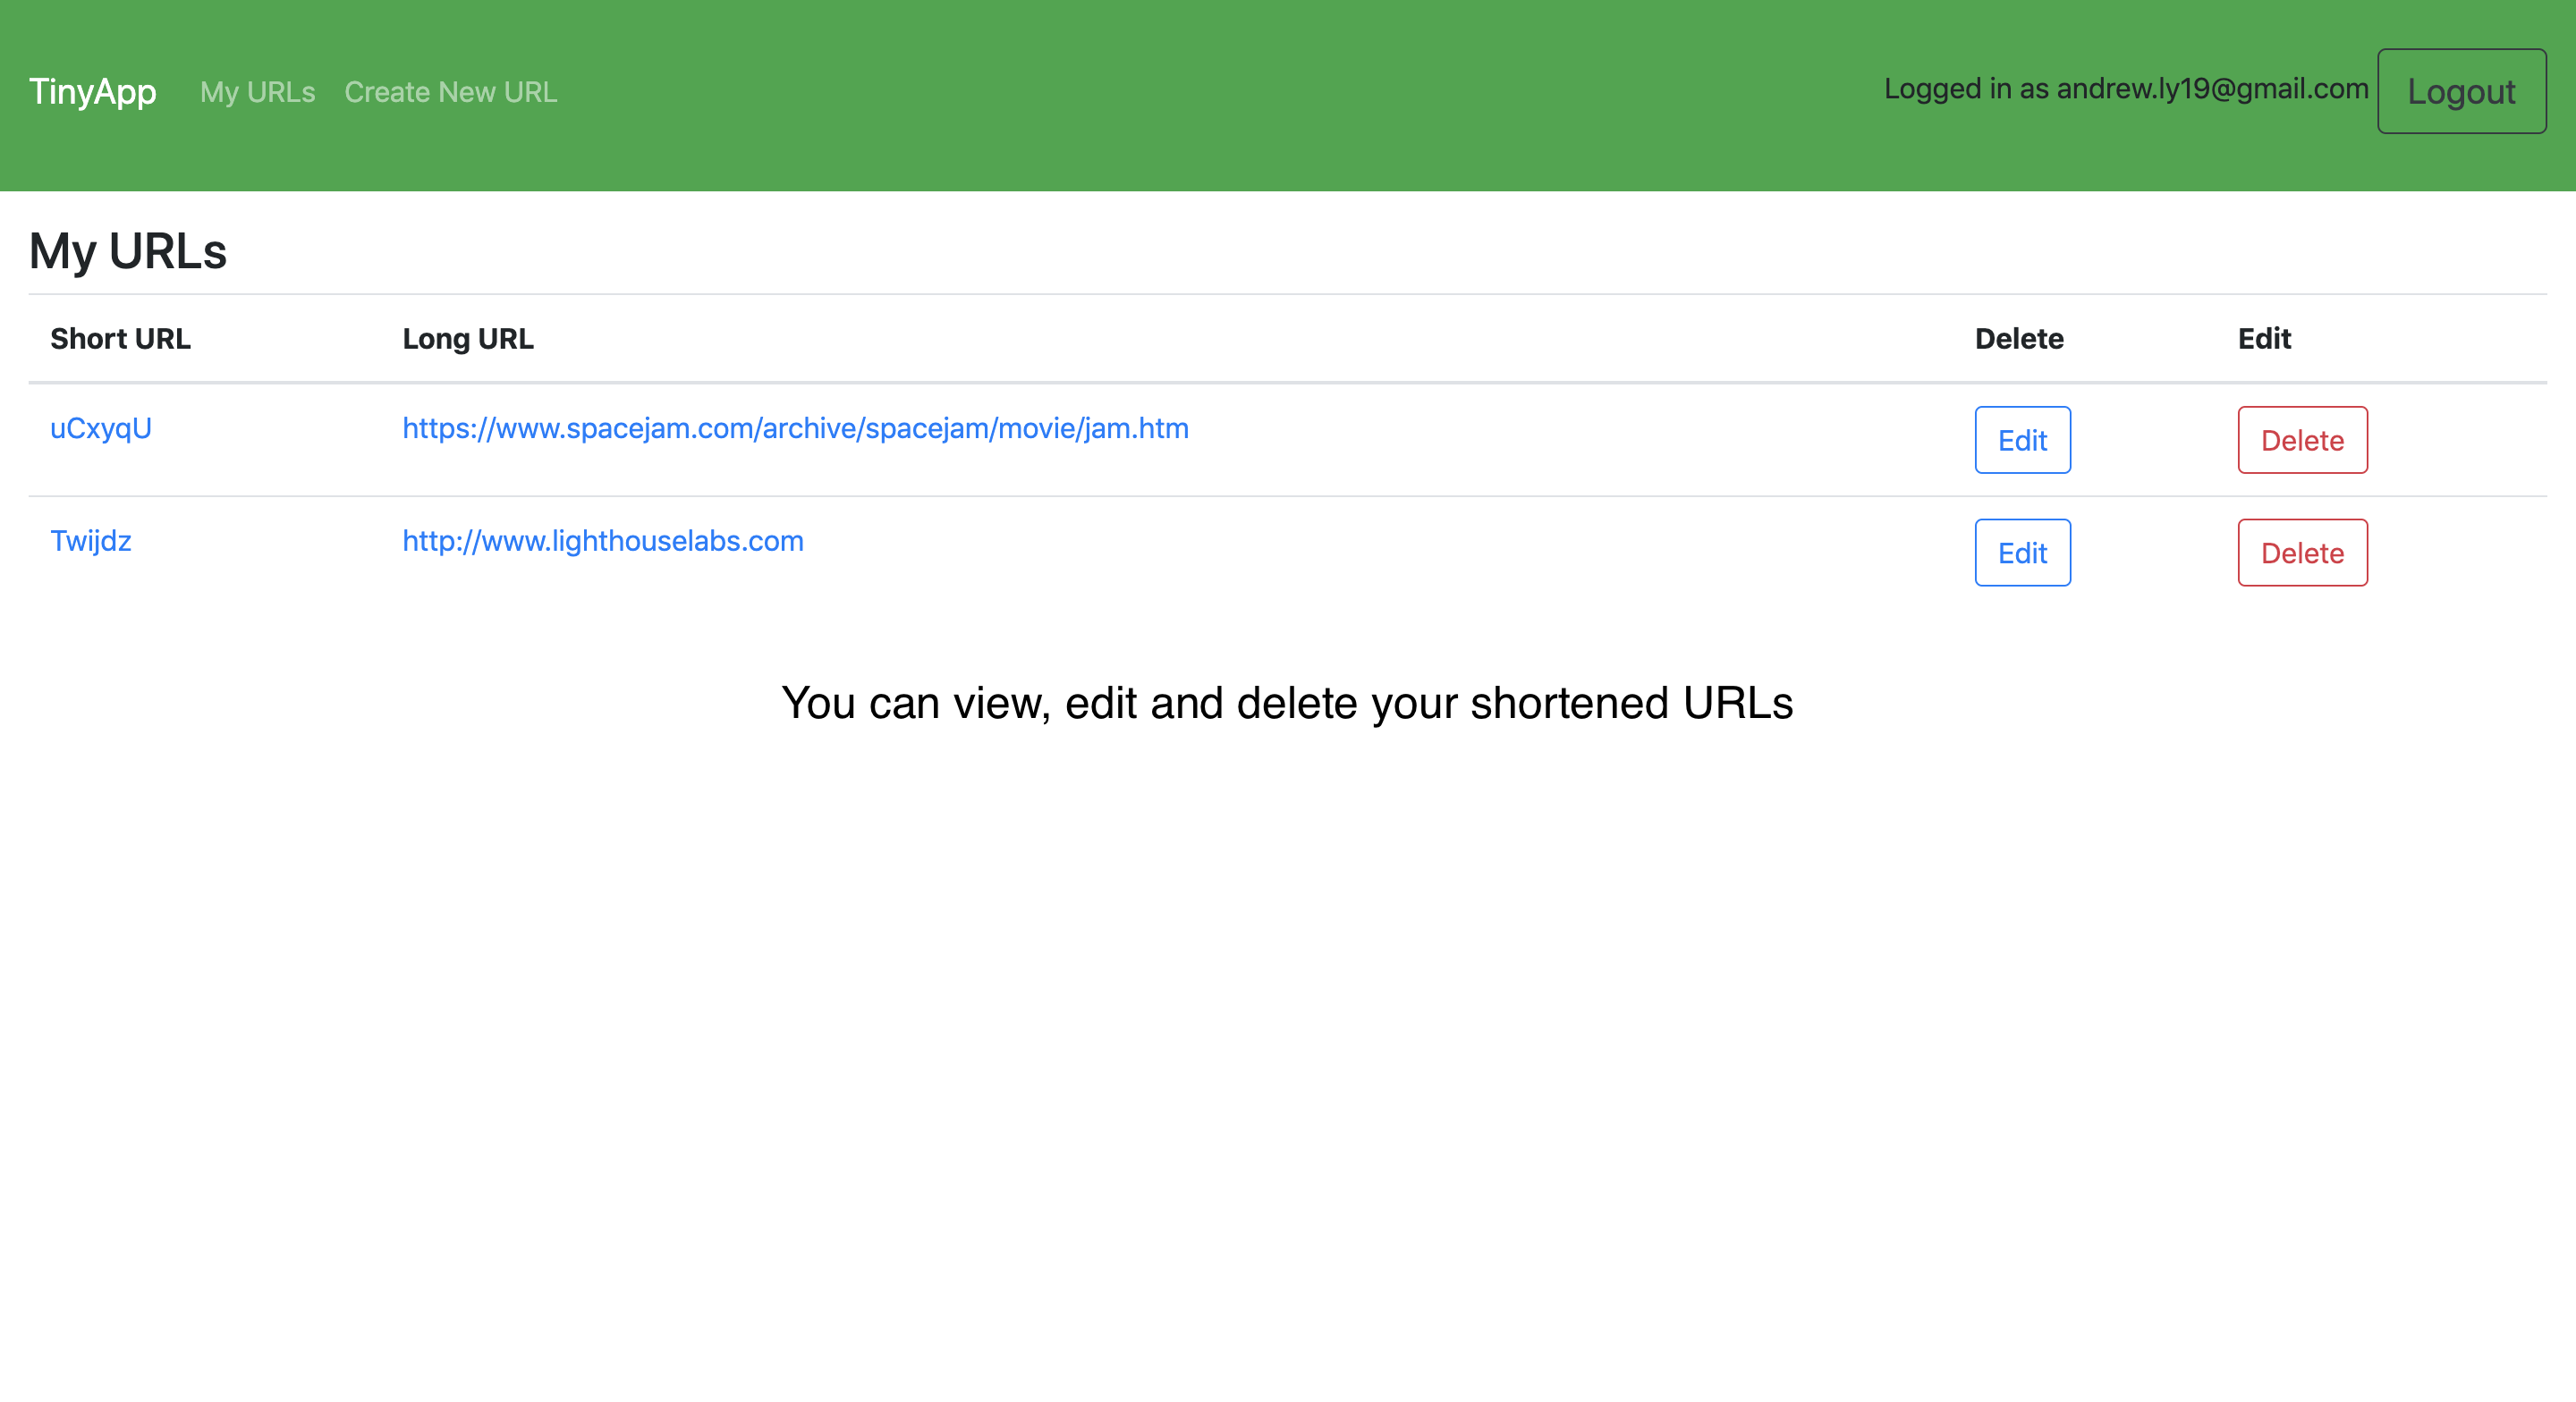 TinyApp My URLs Create New URL Logged in as andrew.ly19@gmail.com Logout
My URLs
Short URL Long URL Delete Edit
uCxyqU https://www.spacejam.com/archive/spacejam/movie/jam.htm Edit Delete
Twijdz http://www.lighthouselabs.com Edit Delete
You can view, edit and delete your shortened URLs